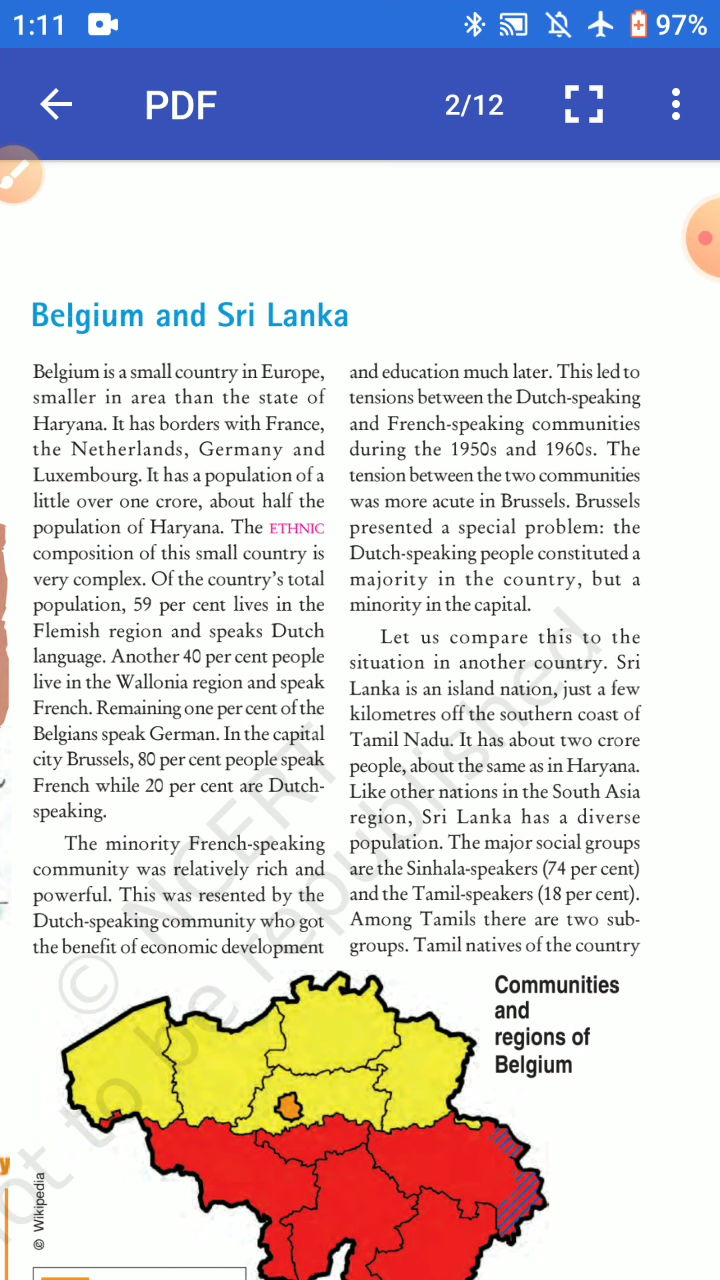 1:11
97%
PDF
2/12
Belgium and Sri Lanka
Belgium is a small country in Europe,
smaller in area than the state of
Haryana. It has borders with France,
the Netherlands, Germany and
Luxembourg. It has a population of a
little over one crore, about half the
population of Haryana. The ETHNIC
composition of this small country is
very complex. Of the country's total
population, 59 per cent lives in the
Flemish region and speaks Dutch
language. Another 40 per cent people
live in the Wallonia region and speak
French. Remaining one per cent of the
Belgians speak German. In the capital
city Brussels, 80 per cent people speak
French while 20 per cent are Dutch-
speaking.
The minority French-speaking
community was relatively rich and
powerful. This was resented by the
Dutch-speaking community who got
the benefit of economic development
and education much later. This led to
tensions between the Dutch-speaking
and French-speaking communities
during the 1950s and 1960s. The
tension between the two communities
was more acute in Brussels. Brussels
presented a special problem: the
Dutch-speaking people constituted a
majority in the country, but a
minority in the capital.
Let us compare this to the
situation in another country. Sri
Lanka is an island nation, just a few
kilometres off the southern coast of
Tamil Nadu. It has about two crore
people, about the same as in Haryana.
Like other nations in the South Asia
region, Sri Lanka has a diverse
population. The major social groups
are the Sinhala-speakers (74 per cent)
and the Tamil-speakers (18 per cent).
Among Tamils there are two sub-
groups. Tamil natives of the country
Communities
and
regions of
Belgium
© Wikipedia
© NCERT
not to be republished
y